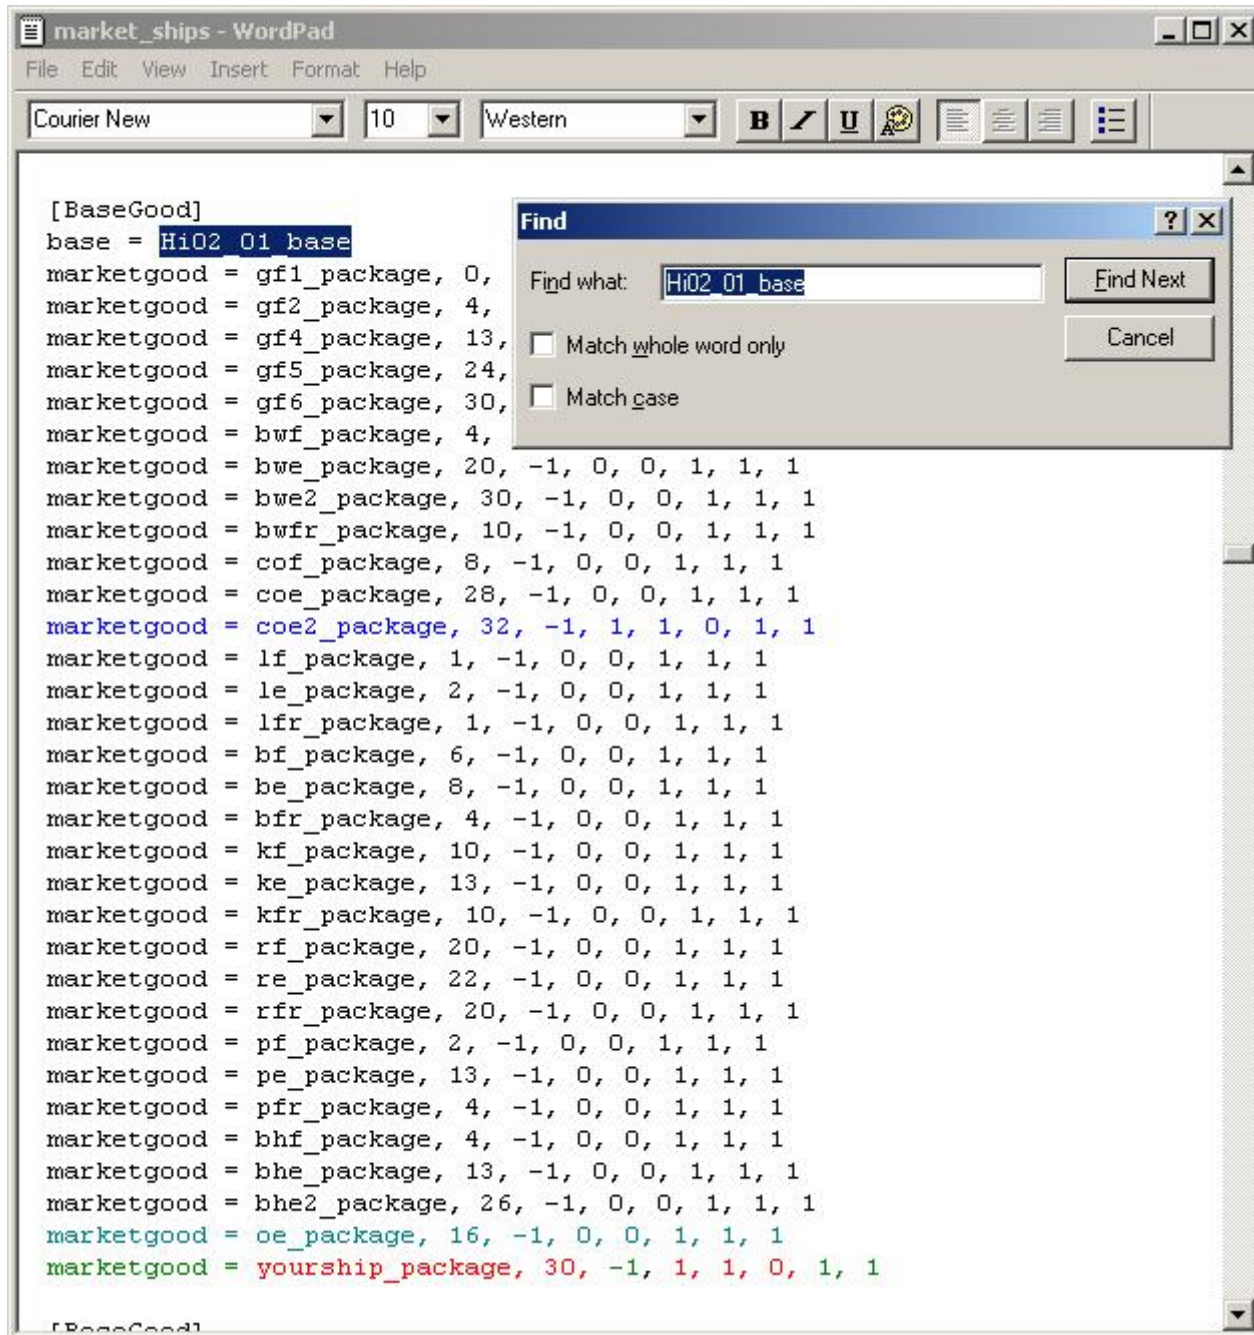 market_ships - WordPad
File Edit View Insert Format Help
Courier New 10 Western B I U
[BaseGood]
base = Hi02_01_base
marketgood = gf1_package, 0,
marketgood = gf2_package, 4,
marketgood = gf4_package, 13,
marketgood = gf5_package, 24,
marketgood = gf6_package, 30,
marketgood = bwf_package, 4,
Find
Find what: Hi02_01_base Find Next
Match whole word only Cancel
Match case
marketgood = bwe_package, 20, -1, 0, 0, 1, 1, 1
marketgood = bwe2_package, 30, -1, 0, 0, 1, 1, 1
marketgood = bwfr_package, 10, -1, 0, 0, 1, 1, 1
marketgood = cof_package, 8, -1, 0, 0, 1, 1, 1
marketgood = coe_package, 28, -1, 0, 0, 1, 1, 1
marketgood = coe2_package, 32, -1, 1, 1, 0, 1, 1
marketgood = lf_package, 1, -1, 0, 0, 1, 1, 1
marketgood = le_package, 2, -1, 0, 0, 1, 1, 1
marketgood = lfr_package, 1, -1, 0, 0, 1, 1, 1
marketgood = bf_package, 6, -1, 0, 0, 1, 1, 1
marketgood = be_package, 8, -1, 0, 0, 1, 1, 1
marketgood = bfr_package, 4, -1, 0, 0, 1, 1, 1
marketgood = kf_package, 10, -1, 0, 0, 1, 1, 1
marketgood = ke_package, 13, -1, 0, 0, 1, 1, 1
marketgood = kfr_package, 10, -1, 0, 0, 1, 1, 1
marketgood = rf_package, 20, -1, 0, 0, 1, 1, 1
marketgood = re_package, 22, -1, 0, 0, 1, 1, 1
marketgood = rfr_package, 20, -1, 0, 0, 1, 1, 1
marketgood = pf_package, 2, -1, 0, 0, 1, 1, 1
marketgood = pe_package, 13, -1, 0, 0, 1, 1, 1
marketgood = pfr_package, 4, -1, 0, 0, 1, 1, 1
marketgood = bhf_package, 4, -1, 0, 0, 1, 1, 1
marketgood = bhe_package, 13, -1, 0, 0, 1, 1, 1
marketgood = bhe2_package, 26, -1, 0, 0, 1, 1, 1
marketgood = oe_package, 16, -1, 0, 0, 1, 1, 1
marketgood = yourship_package, 30, -1, 1, 1, 0, 1, 1
[BaseGood]